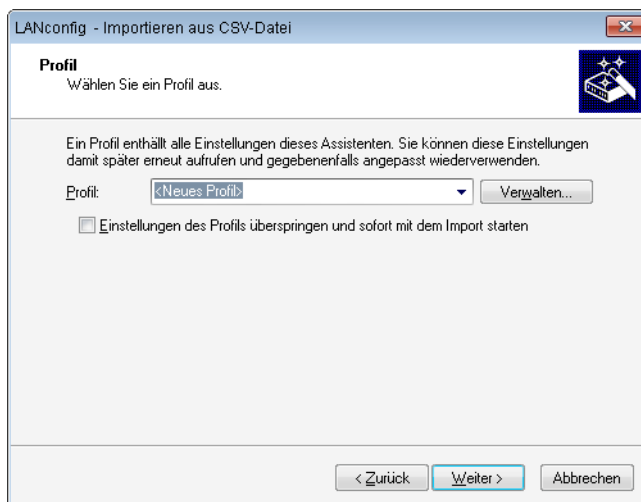 LANconfig - Importieren aus CSV-Datei
Profil
Wählen Sie ein Profil aus.
Ein Profil enthällt alle Einstellungen dieses Assistenten. Sie können diese Einstellungen
damit später erneut aufrufen und gegebenenfalls angepasst wiederverwenden.
Profil: <Neues Profil> Verwalten...
Einstellungen des Profils überspringen und sofort mit dem Import starten
< Zurück Weiter > Abbrechen